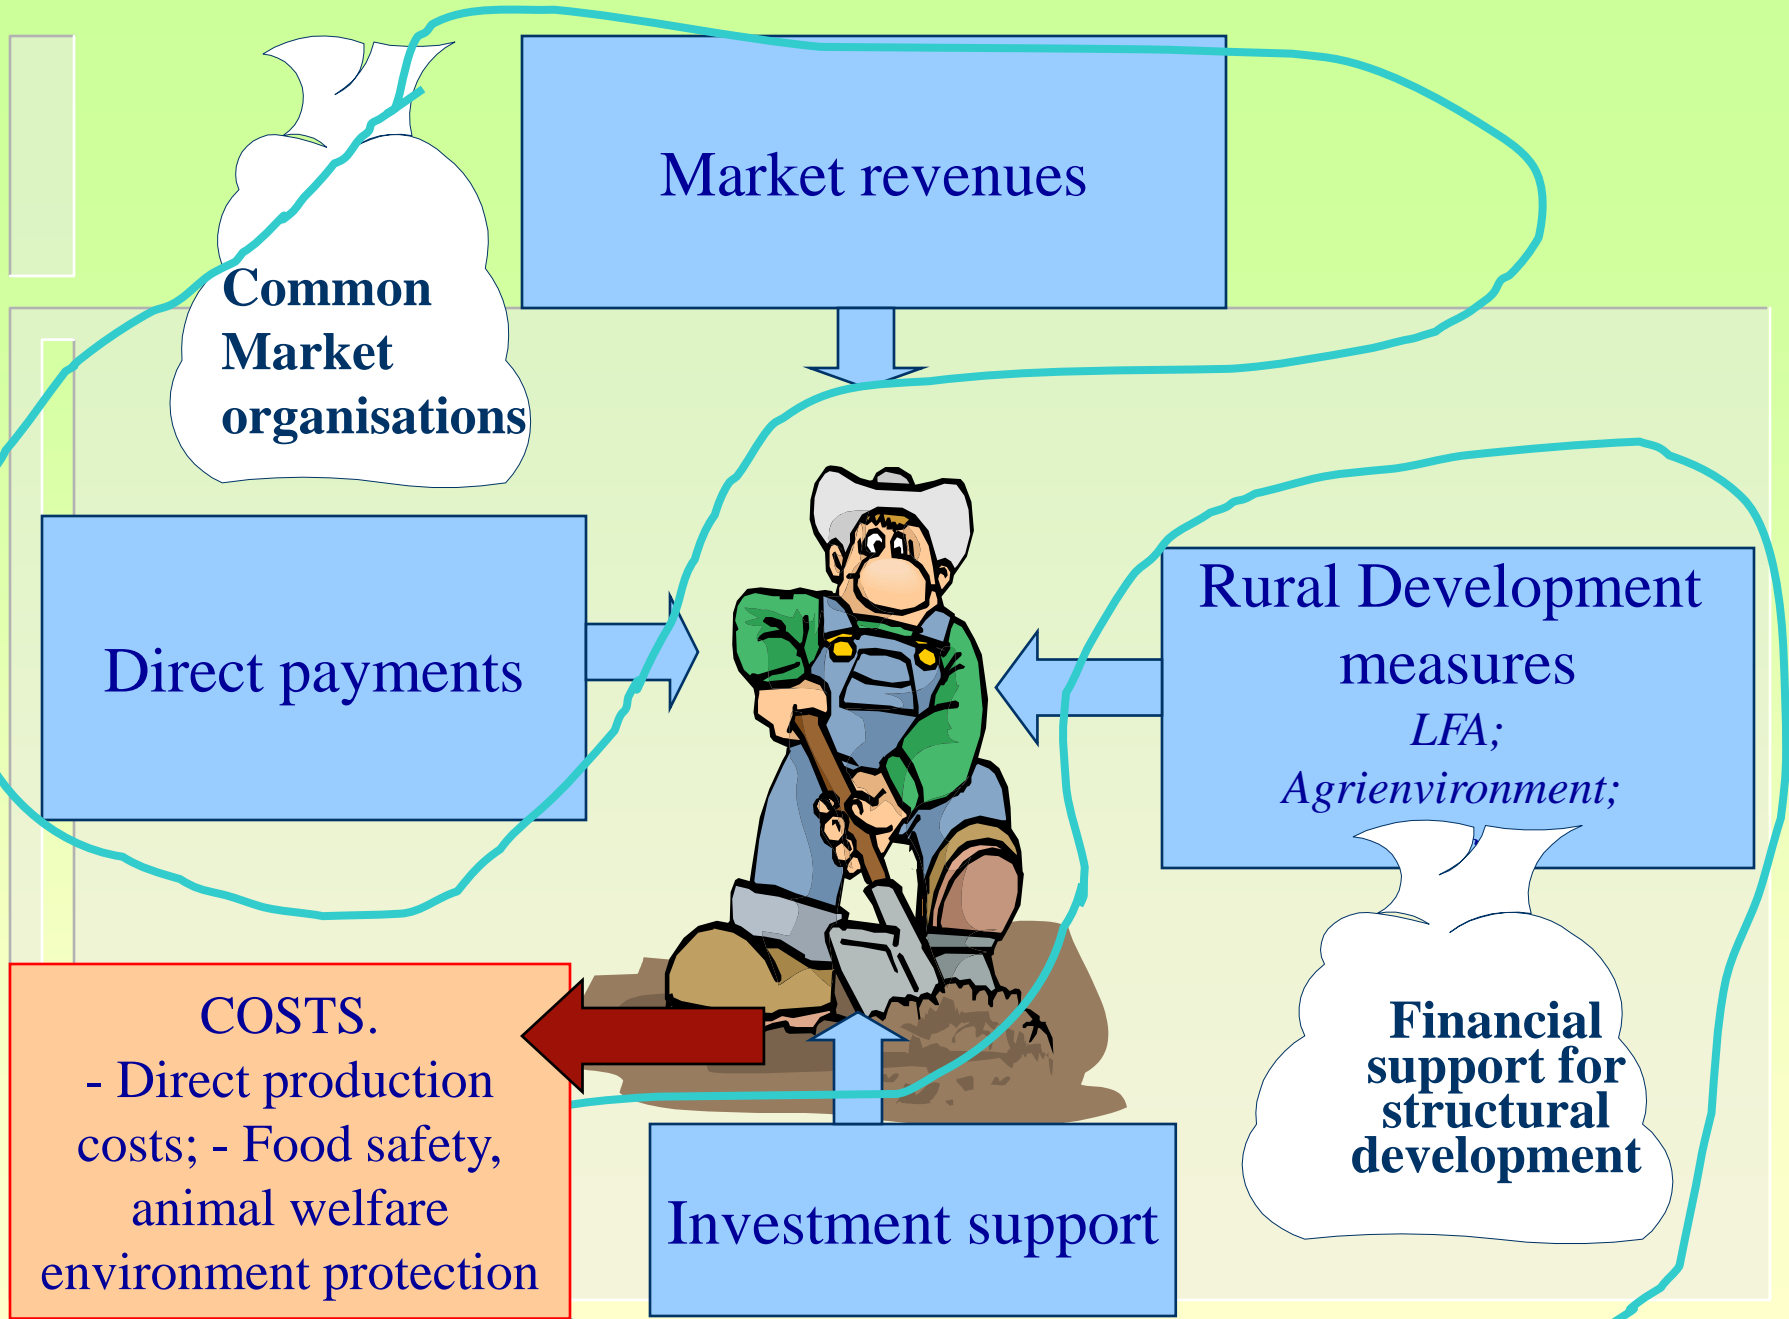 Market revenues
Common
Market
organisations
Direct payments
Rural Development
measures
LFA;
Agrienvironment;
COSTS.
- Direct production
costs; - Food safety,
animal welfare
environment protection
Financial
support for
structural
development
Investment support